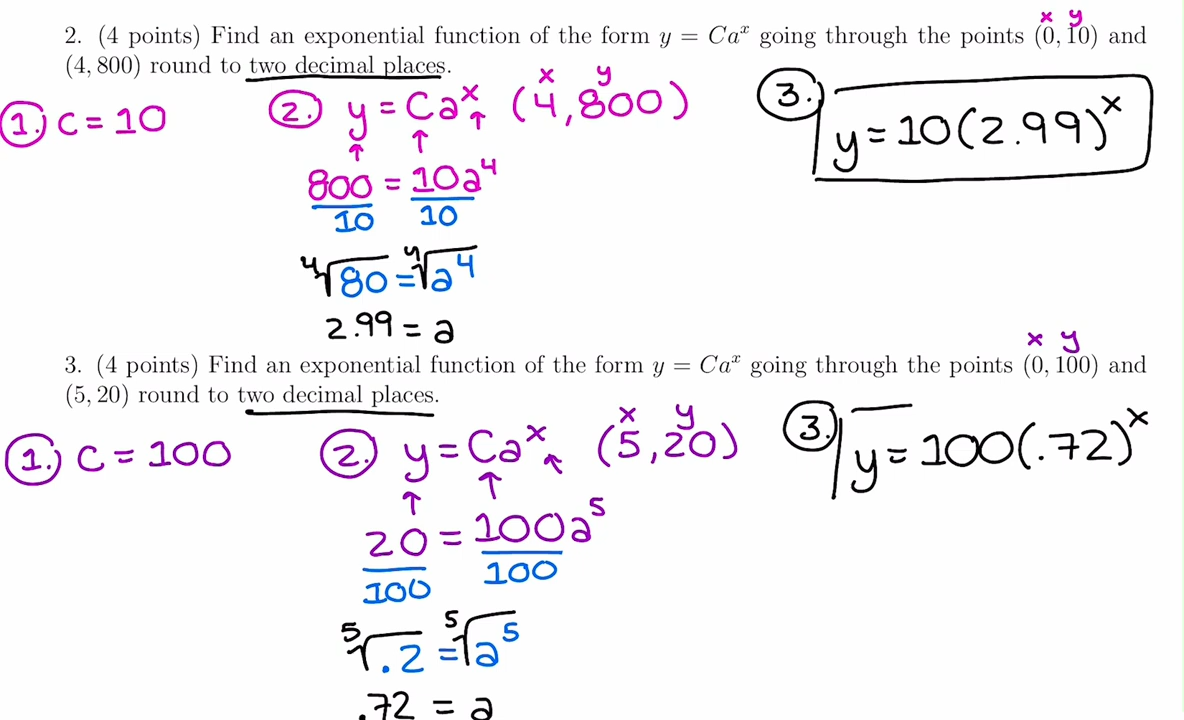 x y
2. (4 points) Find an exponential function of the form y = Ca^x going through the points (0, 10) and
(4, 800) round to two decimal places.
1. C = 10
2. y = Ca^x
x y
(4, 800)
800 = 10a^4
10 10
⁴√80 = ⁴√a^4
2.99 = a
3. y = 10(2.99)^x
x y
3. (4 points) Find an exponential function of the form y = Ca^x going through the points (0, 100) and
(5, 20) round to two decimal places.
1. C = 100
2. y = Ca^x
x y
(5, 20)
20 = 100a^5
100 100
⁵√.2 = ⁵√a^5
.72 = a
3. y = 100(.72)^x